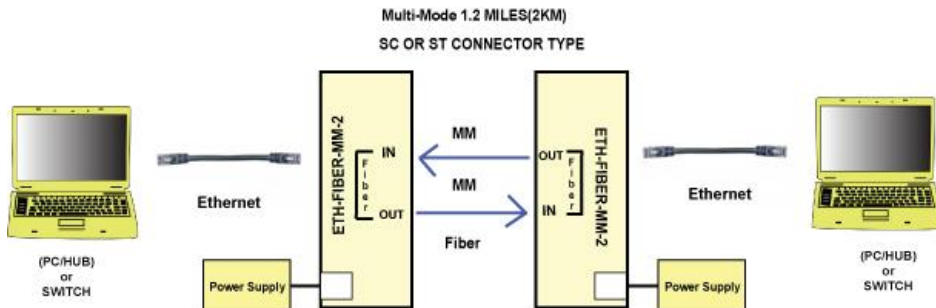 Multi-Mode 1.2 MILES(2KM)
SC OR ST CONNECTOR TYPE
ETH-FIBER-MM-2
IN
Fiber
OUT
MM
MM
Fiber
OUT
Fiber
IN
ETH-FIBER-MM-2
Ethernet
Ethernet
(PC/HUB)
or
SWITCH
Power Supply
Power Supply
(PC/HUB)
or
SWITCH